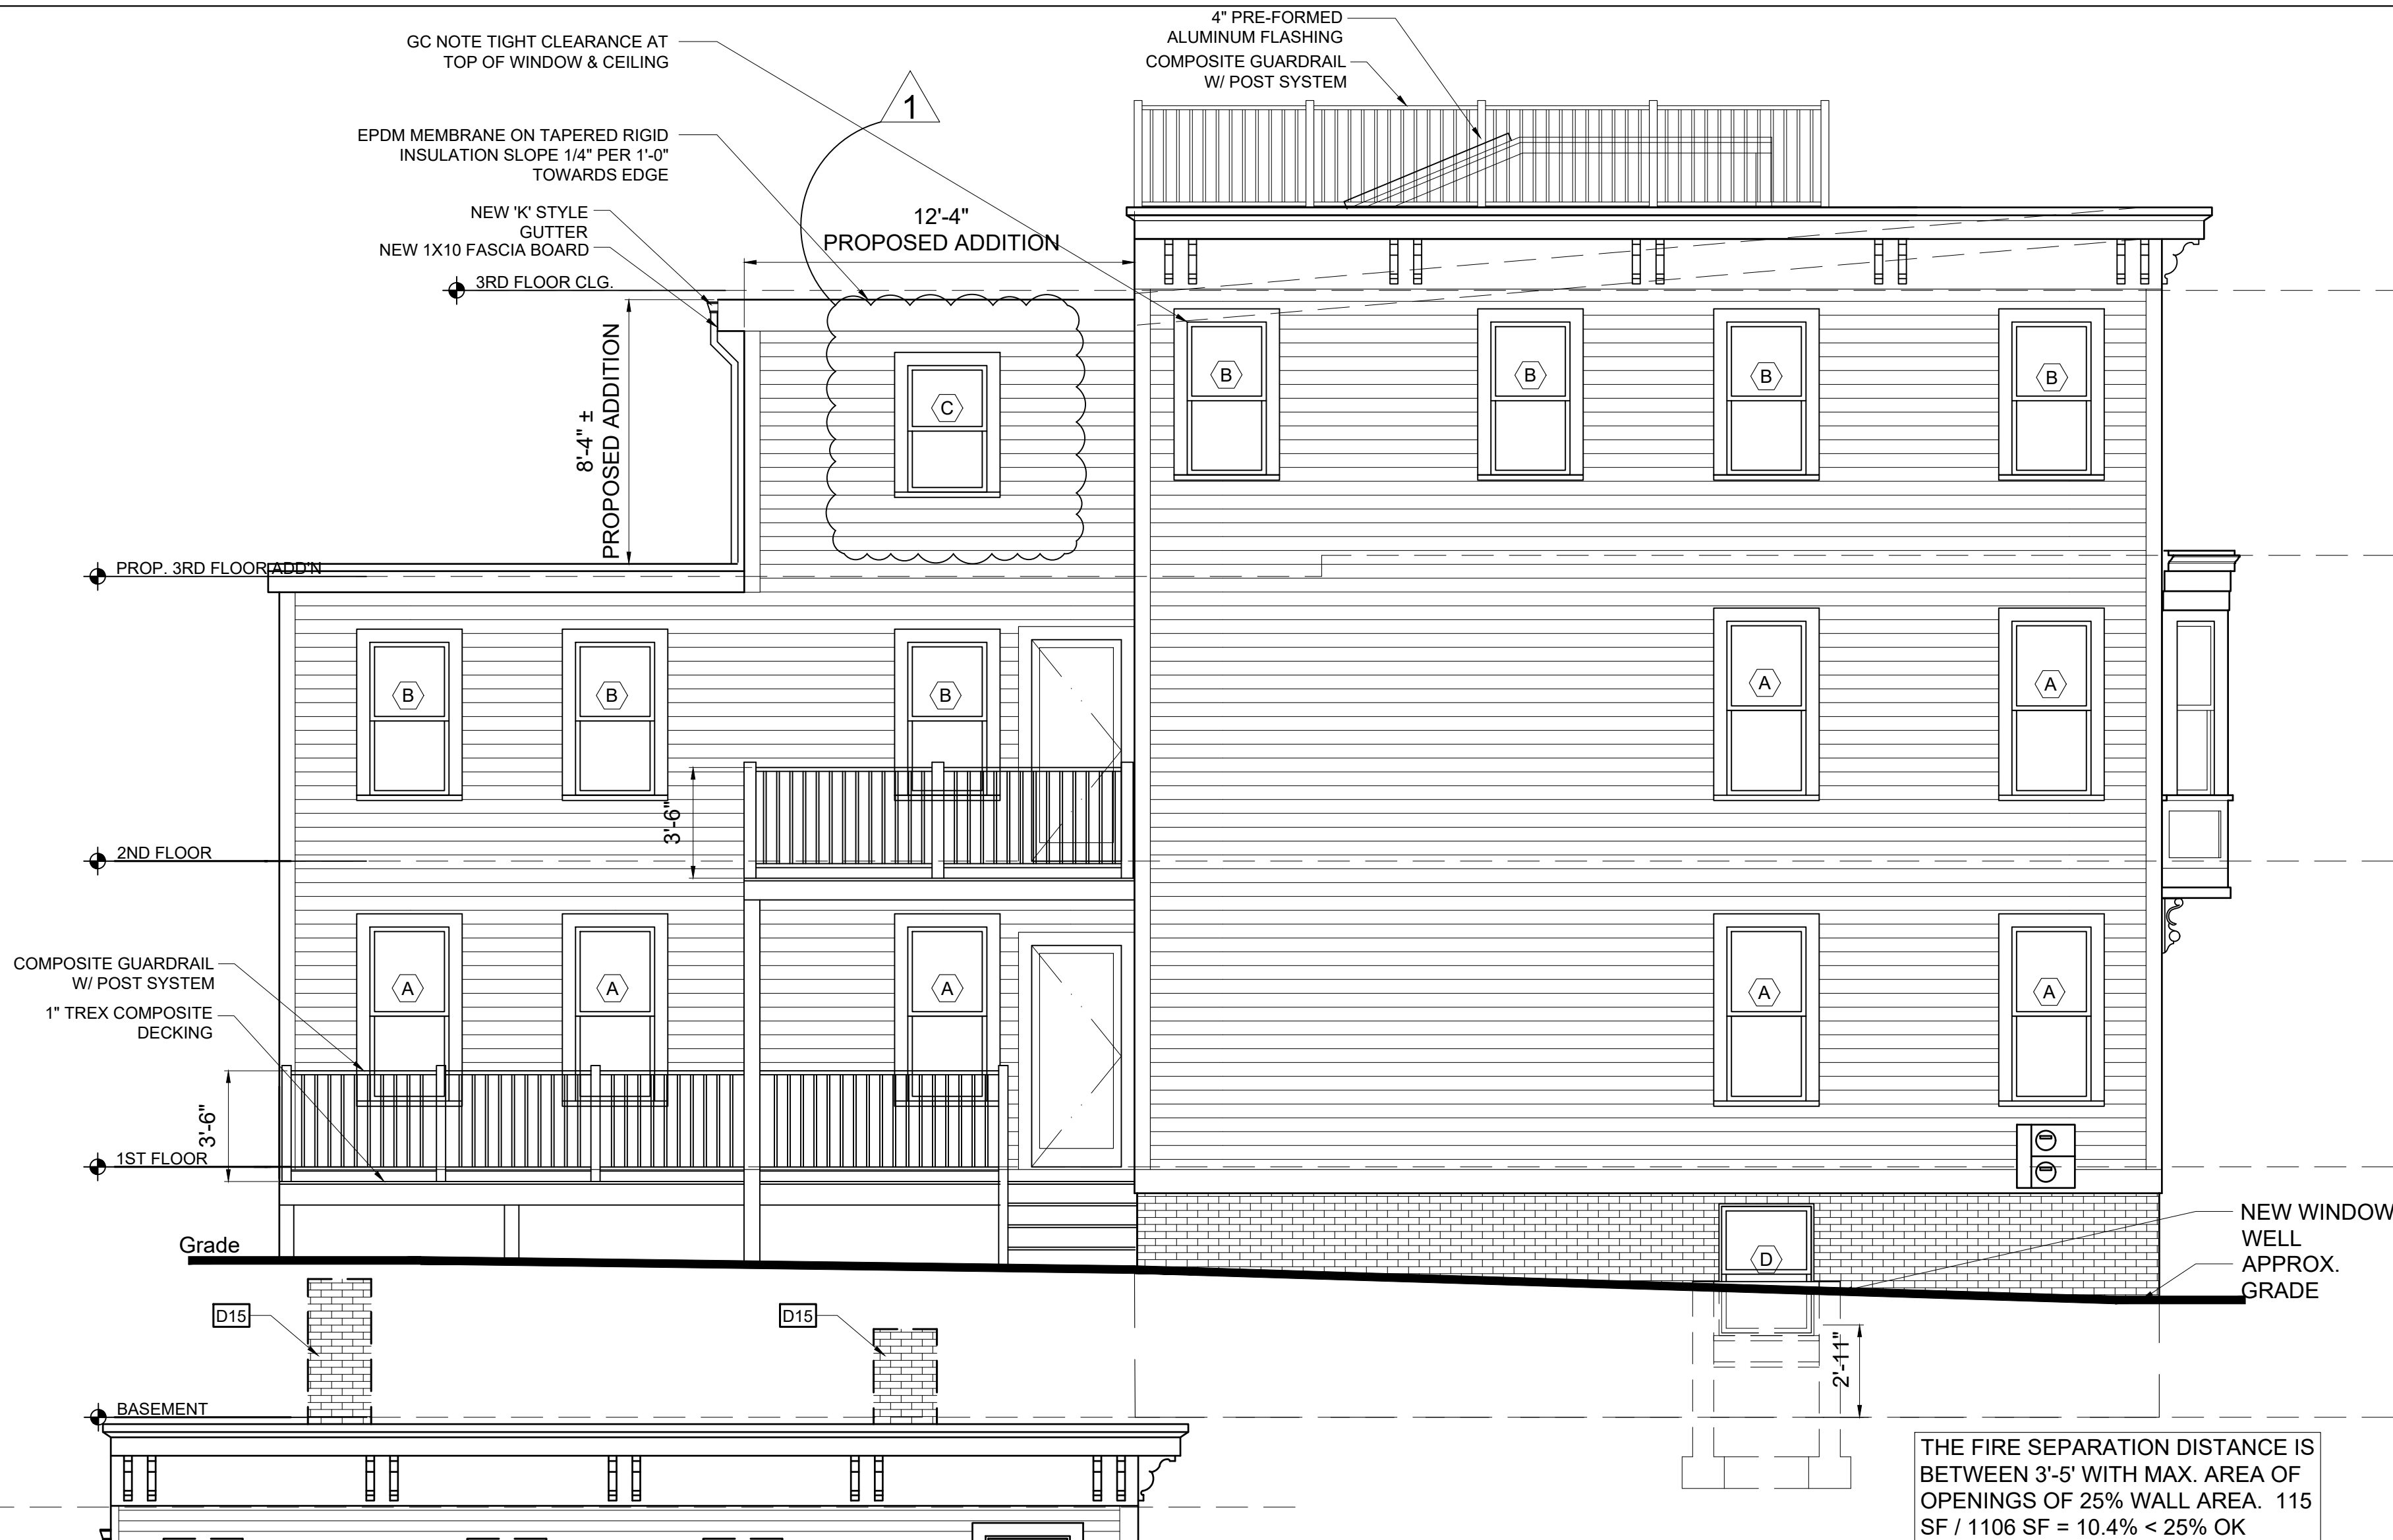 4" PRE-FORMED
ALUMINUM FLASHING
COMPOSITE GUARDRAIL
W/ POST SYSTEM
GC NOTE TIGHT CLEARANCE AT
TOP OF WINDOW & CEILING
1
EPDM MEMBRANE ON TAPERED RIGID
INSULATION SLOPE 1/4" PER 1'-0"
TOWARDS EDGE
NEW 'K' STYLE
GUTTER
NEW 1X10 FASCIA BOARD
12'-4"
PROPOSED ADDITION
3RD FLOOR CLG.
8'-4" ±
PROPOSED ADDITION
C
B
B
B
B
PROP. 3RD FLOOR ADD'N
B
B
B
A
A
3'-6"
2ND FLOOR
COMPOSITE GUARDRAIL
W/ POST SYSTEM
1" TREX COMPOSITE
DECKING
A
A
A
A
A
3'-6"
1ST FLOOR
Grade
D
NEW WINDOW
WELL
APPROX.
GRADE
D15
D15
2'-11"
BASEMENT
THE FIRE SEPARATION DISTANCE IS
BETWEEN 3'-5' WITH MAX. AREA OF
OPENINGS OF 25% WALL AREA. 115
SF / 1106 SF = 10.4% < 25% OK